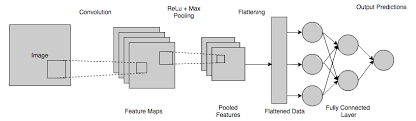 Convolution
ReLu + Max
Pooling
Flattening
Output Predictions
Image
Feature Maps
Pooled
Features
Flattened Data
Fully Connected
Layer